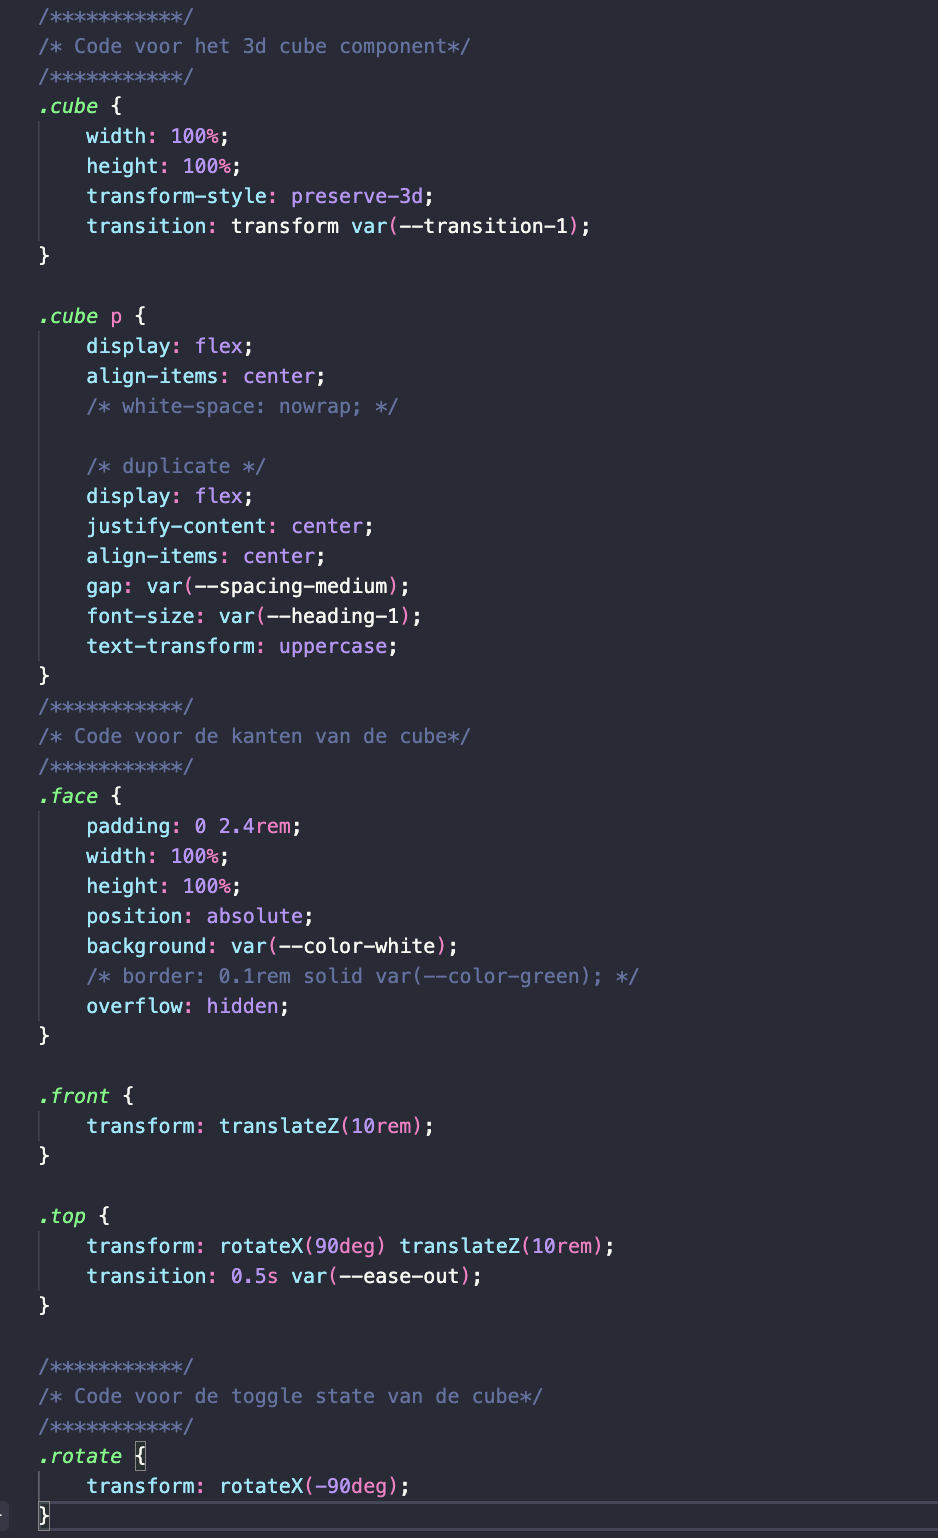 /***********/
/* Code voor het 3d cube component*/
/***********/
.cube {
    width: 100%;
    height: 100%;
    transform-style: preserve-3d;
    transition: transform var(--transition-1);
}

.cube p {
    display: flex;
    align-items: center;
    /* white-space: nowrap; */

    /* duplicate */
    display: flex;
    justify-content: center;
    align-items: center;
    gap: var(--spacing-medium);
    font-size: var(--heading-1);
    text-transform: uppercase;
}
/***********/
/* Code voor de kanten van de cube*/
/***********/
.face {
    padding: 0 2.4rem;
    width: 100%;
    height: 100%;
    position: absolute;
    background: var(--color-white);
    /* border: 0.1rem solid var(--color-green); */
    overflow: hidden;
}

.front {
    transform: translateZ(10rem);
}

.top {
    transform: rotateX(90deg) translateZ(10rem);
    transition: 0.5s var(--ease-out);
}

/***********/
/* Code voor de toggle state van de cube*/
/***********/
.rotate {
    transform: rotateX(-90deg);
}